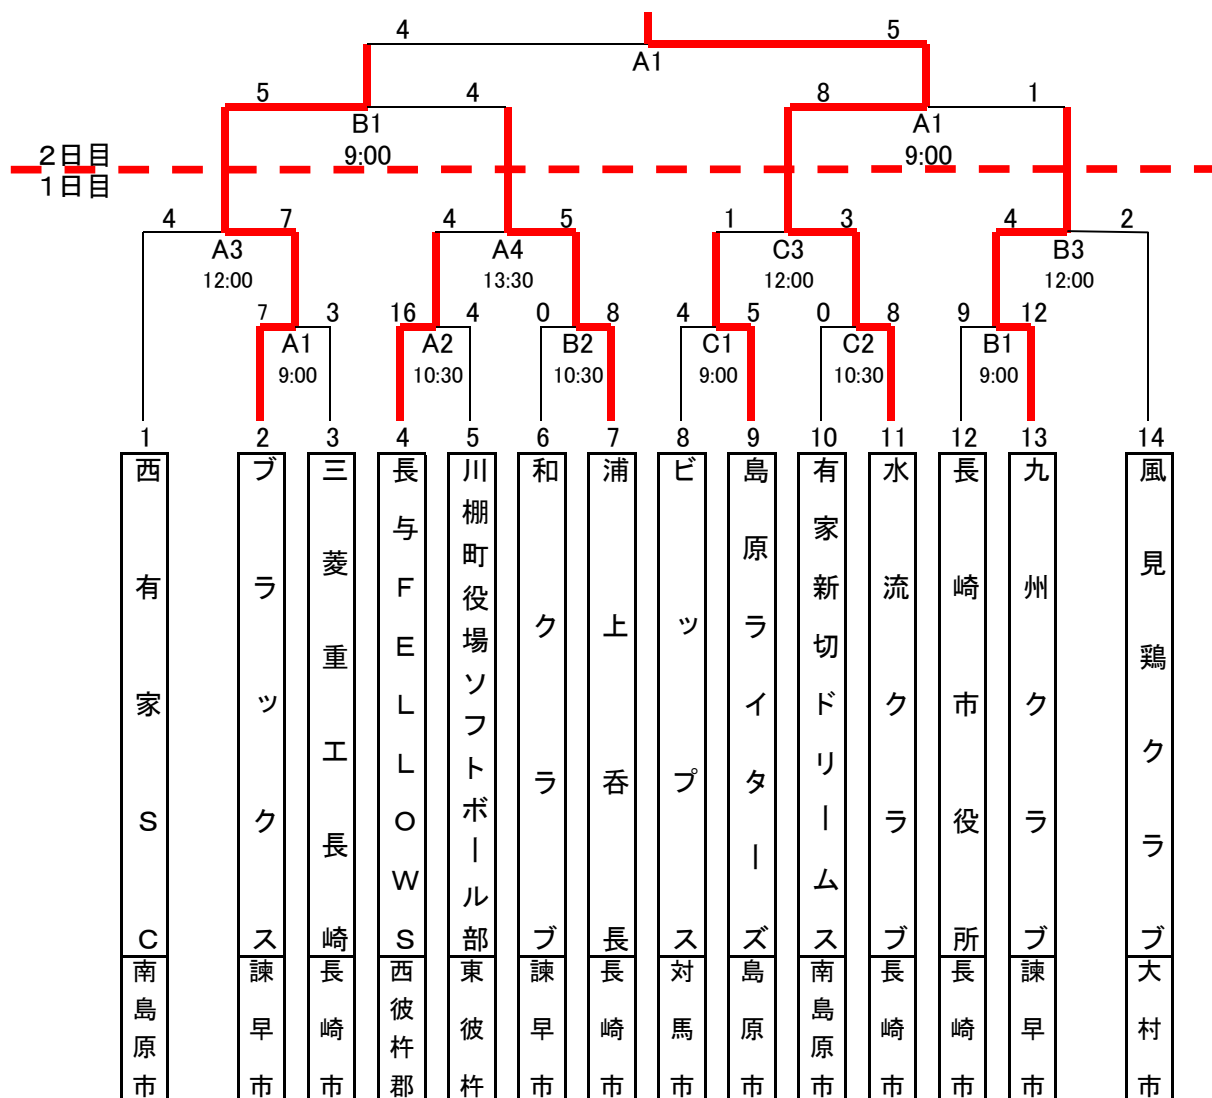 4 5
A1
5 4 8 1
B1 A1
2日目 9:00 9:00
1日目
4 7 4 5 1 3 4 2
A3 A4 C3 B3
12:00 13:30 12:00 12:00
7 3 16 4 0 8 4 5 0 8 9 12
A1 A2 B2 C1 C2 B1
9:00 10:30 10:30 9:00 10:30 9:00
1 2 3 4 5 6 7 8 9 10 11 12 13 14
西有家SC
ブラックス
三菱重工長崎
長与FELLOWS
川棚町役場ソフトボール部
和クラブ
浦上呑長
ビップス
島原ライターズ
有家新切ドリームス
水流クラブ
長崎市役所
九州クラブ
風見鶏クラブ
南島原市
諫早市
長崎市
西彼杵郡
東彼杵
諫早市
長崎市
対馬市
島原市
南島原市
長崎市
長崎市
諫早市
大村市